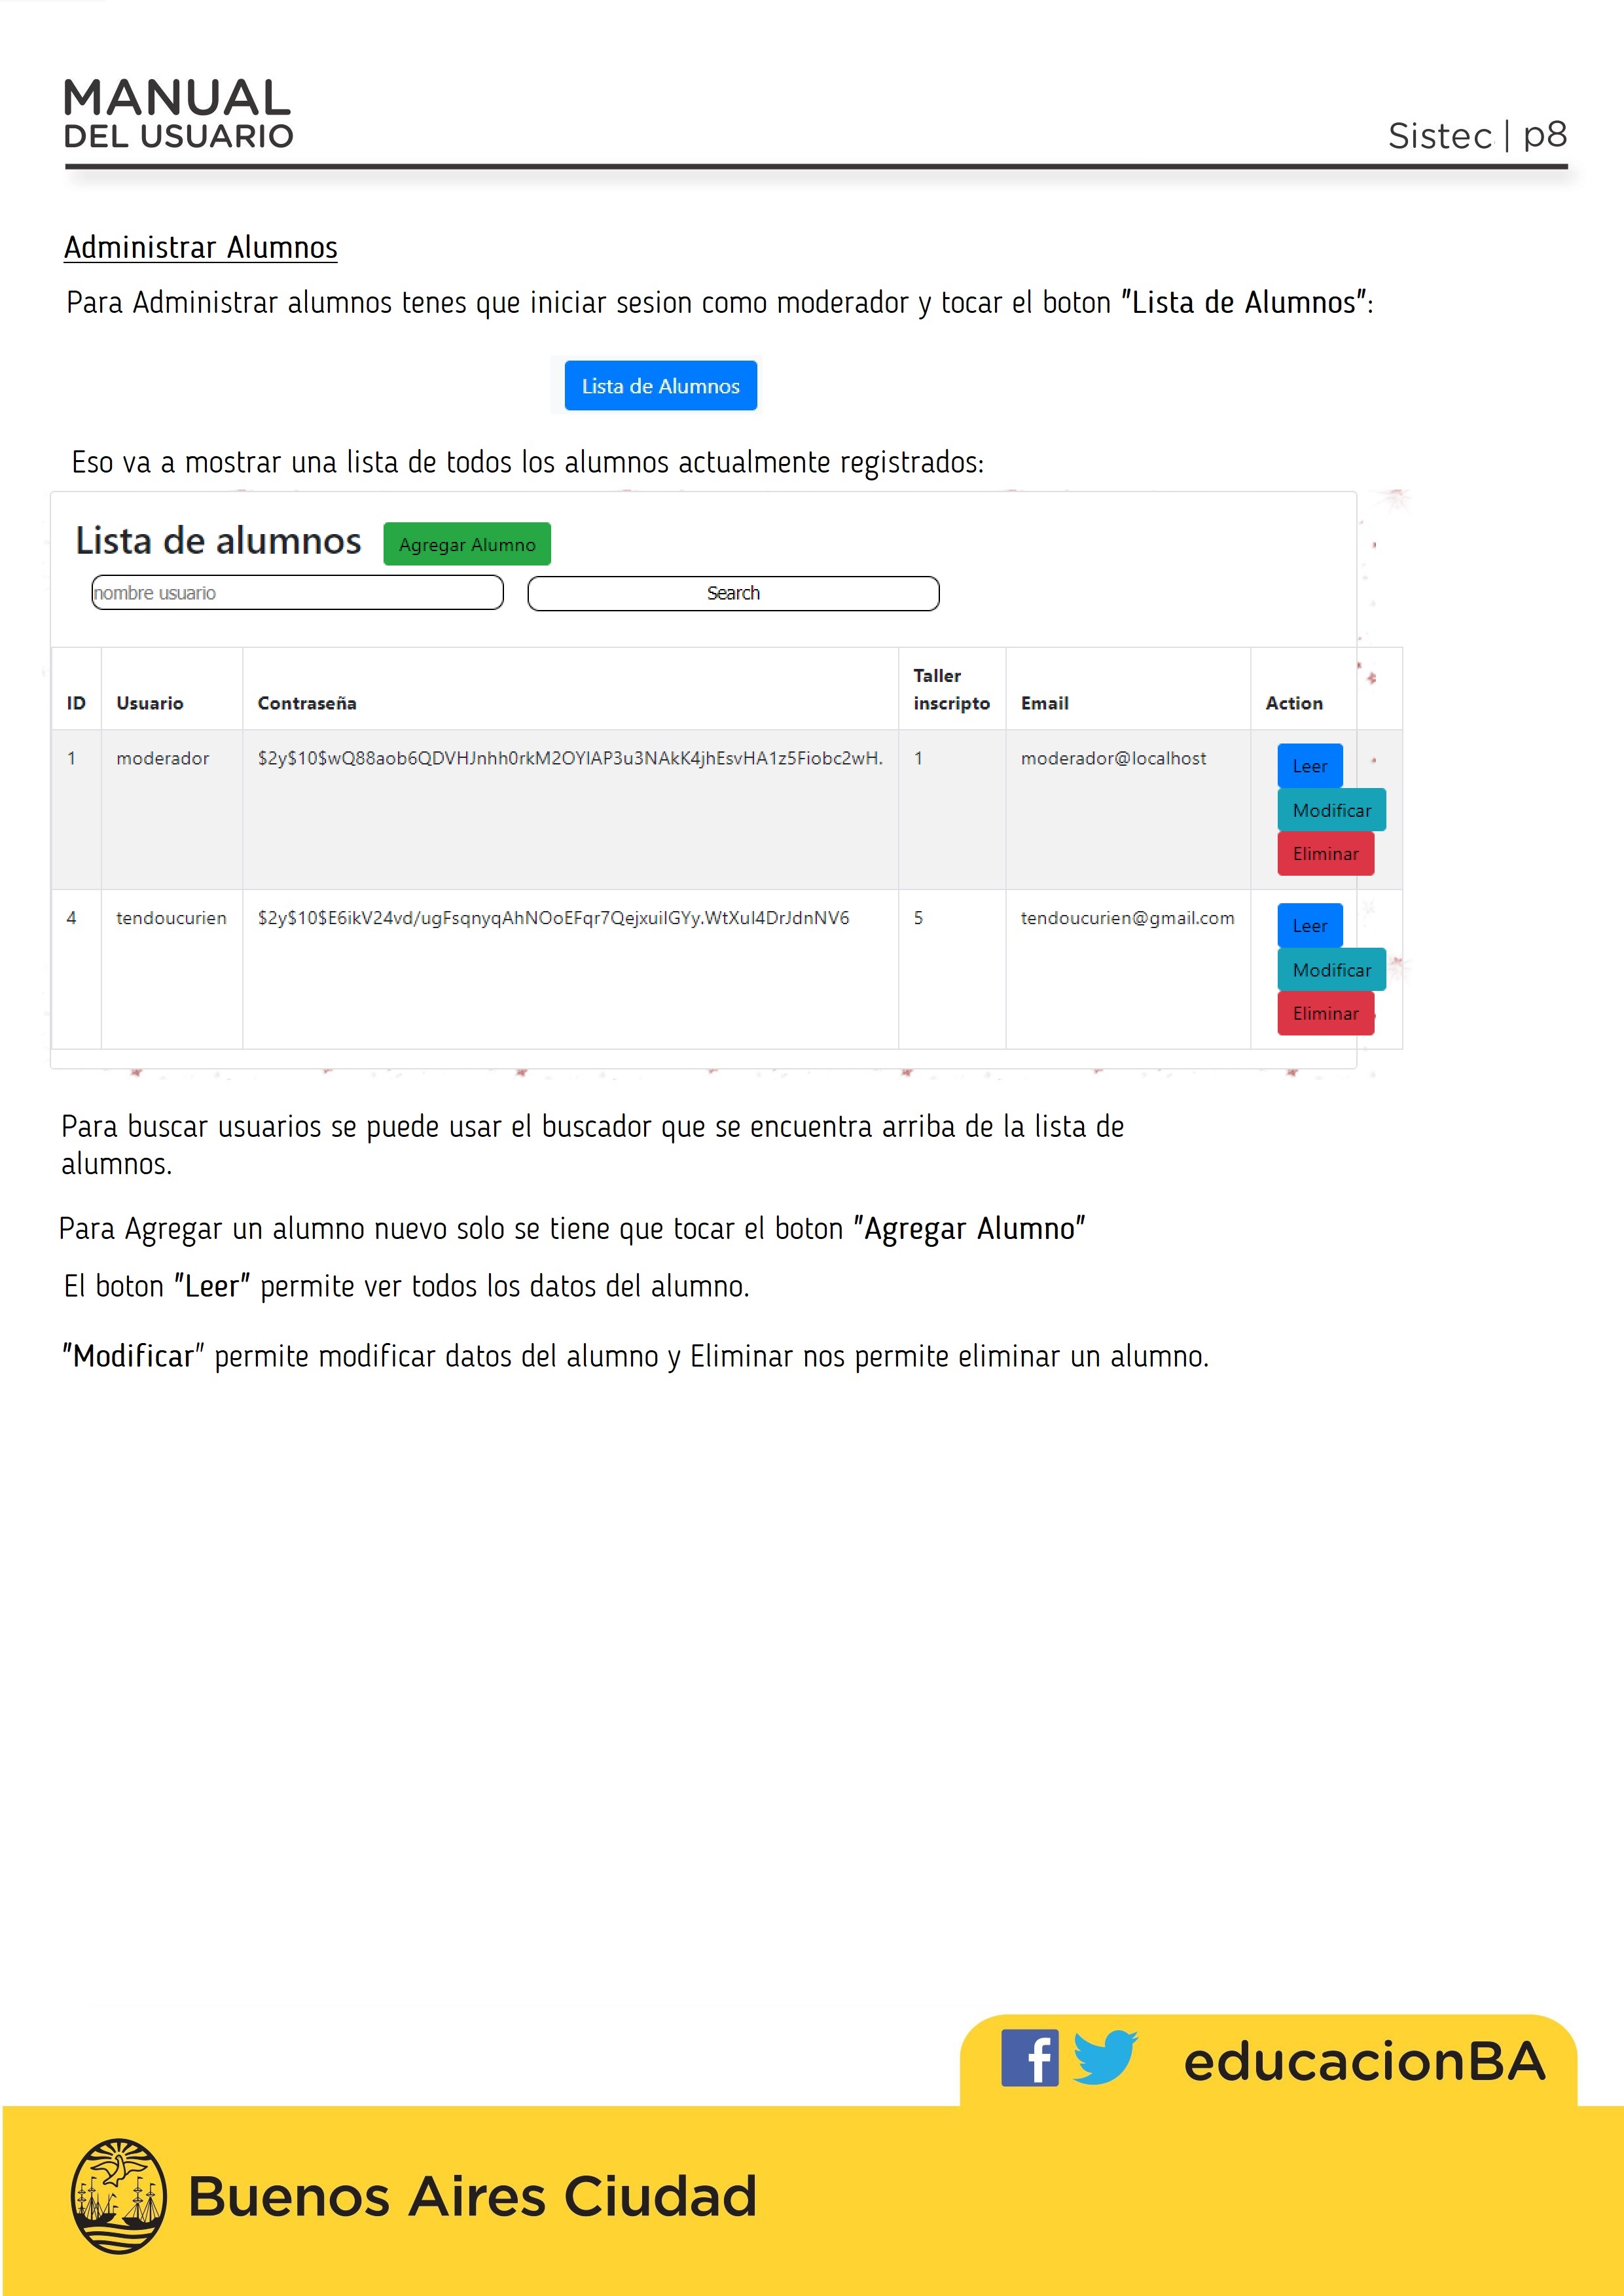 MANUAL
DEL USUARIO
Sistec | p8
Administrar Alumnos
Para Administrar alumnos tenes que iniciar sesion como moderador y tocar el boton "Lista de Alumnos":
Lista de Alumnos
Eso va a mostrar una lista de todos los alumnos actualmente registrados:
Lista de alumnos Agregar Alumno
nombre usuario Search
ID Usuario Contraseña Taller inscripto Email Action
1 moderador $2y$10$wQ88aob6QDVHJnhh0rkM2OYIAP3u3NAkK4jhEsvHA1z5Fiobc2wH. 1 moderador@localhost Leer
Modificar
Eliminar
4 tendoucurien $2y$10$E6ikV24vd/ugFsqnyqAhNOoEFqr7QejxuilGYy.WtXuI4DrJdnNV6 5 tendoucurien@gmail.com Leer
Modificar
Eliminar
Para buscar usuarios se puede usar el buscador que se encuentra arriba de la lista de
alumnos.
Para Agregar un alumno nuevo solo se tiene que tocar el boton "Agregar Alumno"
El boton "Leer" permite ver todos los datos del alumno.
"Modificar" permite modificar datos del alumno y Eliminar nos permite eliminar un alumno.
educacionBA
Buenos Aires Ciudad